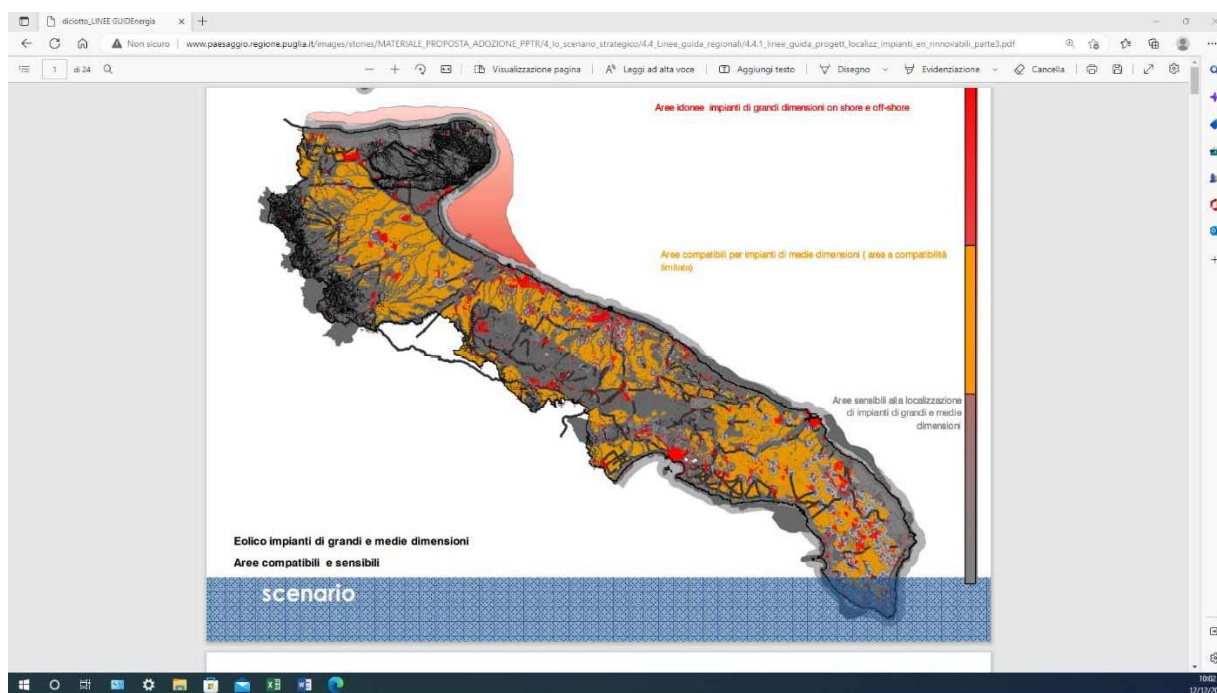 diciotto_LINEE GUIDEnergia
Non sicuro | www.paesaggio.regione.puglia.it/images/stories/MATERIALE_PROPOSTA_ADOZIONE_PPTR/4_lo_scenario_strategico/4.4_Linee_guida_regionali/4.4.1_linee_guida_progett_localizz_impianti_en_rinnovabili_parte3.pdf
1 di 24 Visualizzazione pagina Leggi ad alta voce Aggiungi testo Disegno Evidenziazione Cancella
Aree idonee impianti di grandi dimensioni on shore e off-shore
Aree compatibili per impianti di medie dimensioni ( area a compatibilità
limitata)
Aree sensibili alla localizzazione
di impianti di grandi e medie
dimensioni
Eolico impianti di grandi e medie dimensioni
Aree compatibili e sensibili
scenario
10:02